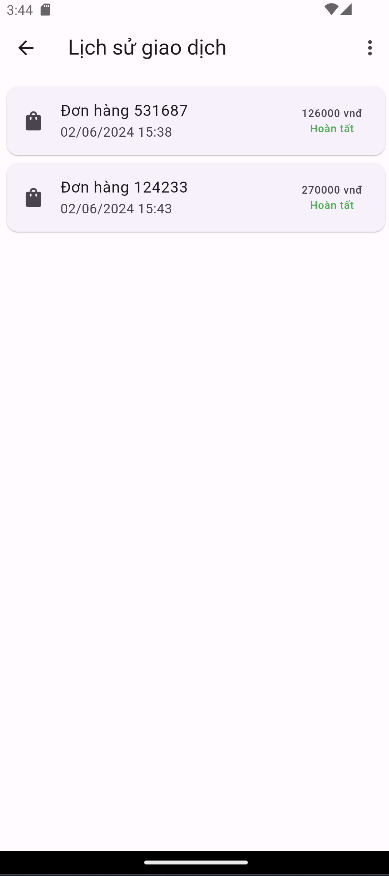 3:44
Lịch sử giao dịch
Đơn hàng 531687
02/06/2024 15:38
126000 vnđ
Hoàn tất
Đơn hàng 124233
02/06/2024 15:43
270000 vnđ
Hoàn tất